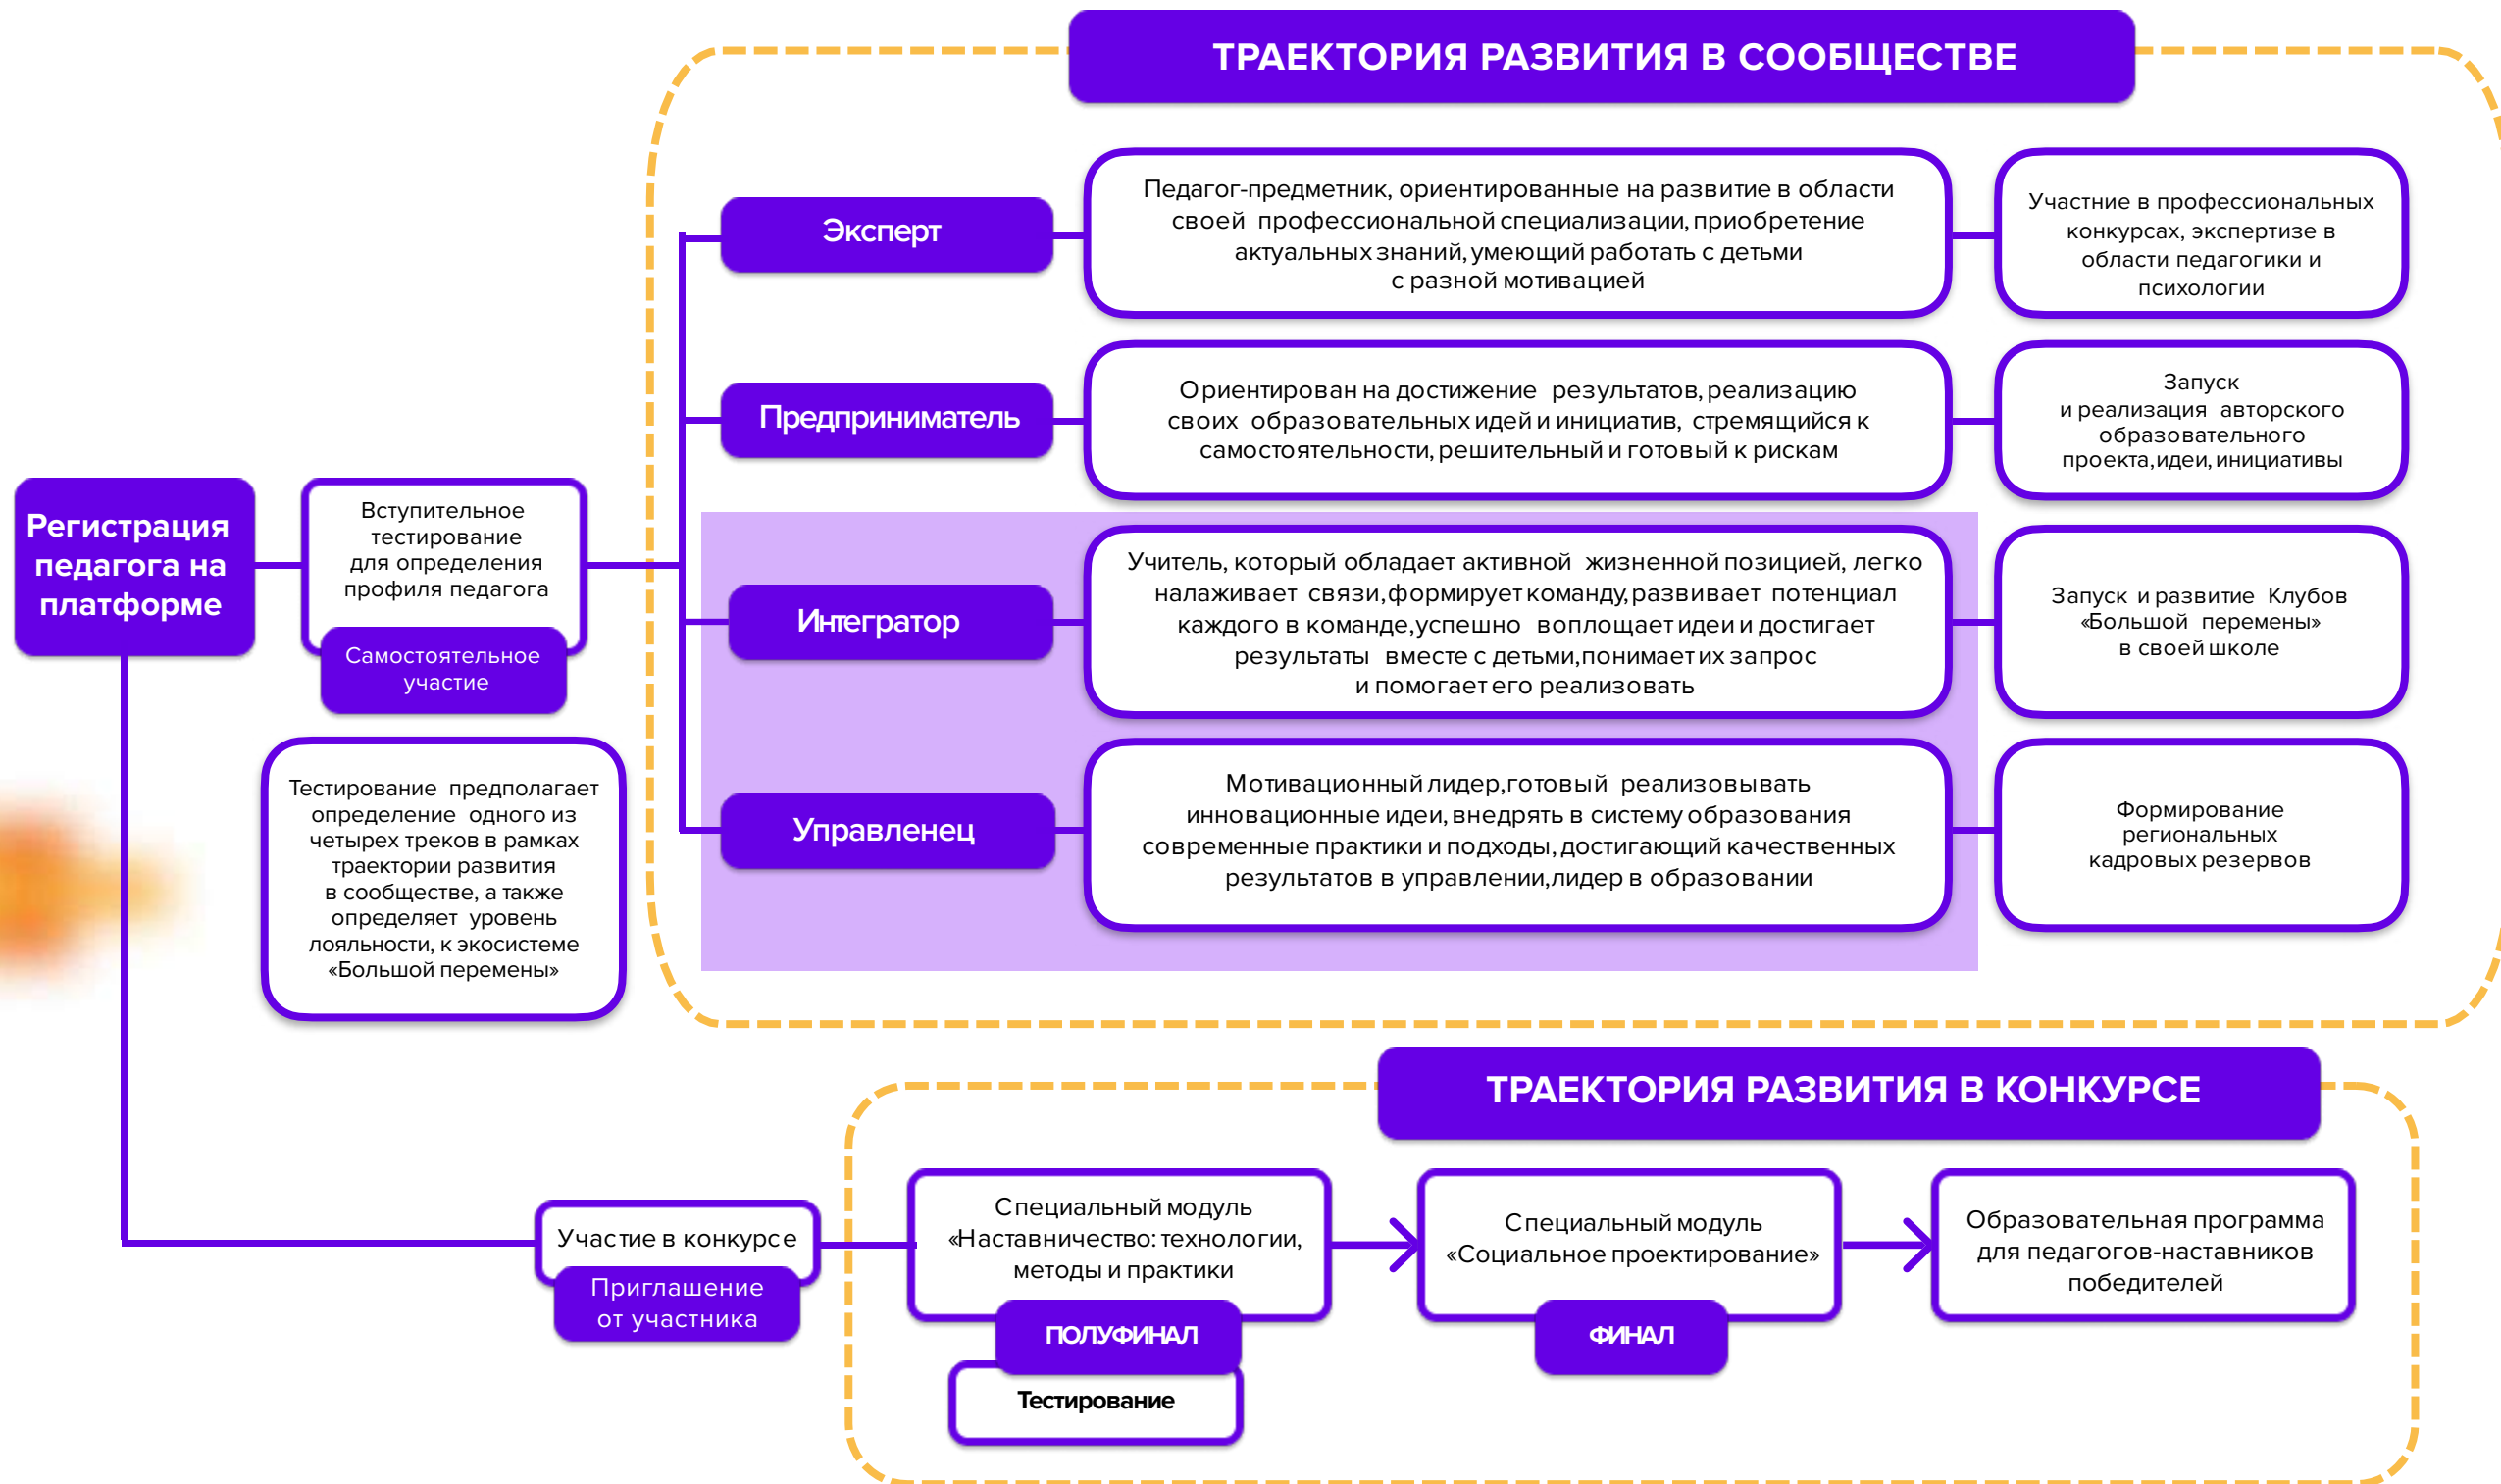 ТРАЕКТОРИЯ РАЗВИТИЯ В СООБЩЕСТВЕ
Регистрация
педагога на
платформе
Вступительное
тестирование
для определения
профиля педагога
Самостоятельное
участие
Тестирование предполагает
определение одного из
четырех треков в рамках
траектории развития
в сообществе, а также
определяет уровень
лояльности, к экосистеме
«Большой перемены»
Эксперт
Педагог-предметник, ориентированные на развитие в области
своей профессиональной специализации, приобретение
актуальных знаний, умеющий работать с детьми
с разной мотивацией
Участние в профессиональных
конкурсах, экспертизе в
области педагогики и
психологии
Предприниматель
Ориентирован на достижение результатов, реализацию
своих образовательных идей и инициатив, стремящийся к
самостоятельности, решительный и готовый к рискам
Запуск
и реализация авторского
образовательного
проекта,идеи, инициативы
Интегратор
Учитель, который обладает активной жизненной позицией, легко
налаживает связи,формирует команду, развивает потенциал
каждого в команде,успешно воплощает идеи и достигает
результаты вместе с детьми,понимает их запрос
и помогает его реализовать
Запуск и развитие Клубов
«Большой перемены»
в своей школе
Управленец
Мотивационный лидер,готовый реализовывать
инновационные идеи, внедрять в систему образования
современные практики и подходы, достигающий качественных
результатов в управлении,лидер в образовании
Формирование
региональных
кадровых резервов
ТРАЕКТОРИЯ РАЗВИТИЯ В КОНКУРСЕ
Участие в конкурсе
Приглашение
от участника
Специальный модуль
«Наставничество: технологии,
методы и практики
ПОЛУФИНАЛ
Тестирование
Специальный модуль
«Социальное проектирование»
ФИНАЛ
Образовательная программа
для педагогов-наставников
победителей